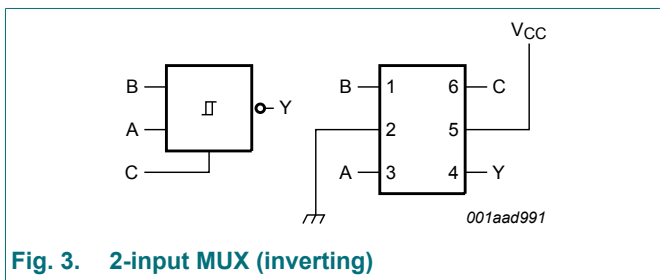 VCC
B
A
C
Y
B 1 6 C
2 5
A 3 4 Y
001aad991
Fig. 3. 2-input MUX (inverting)